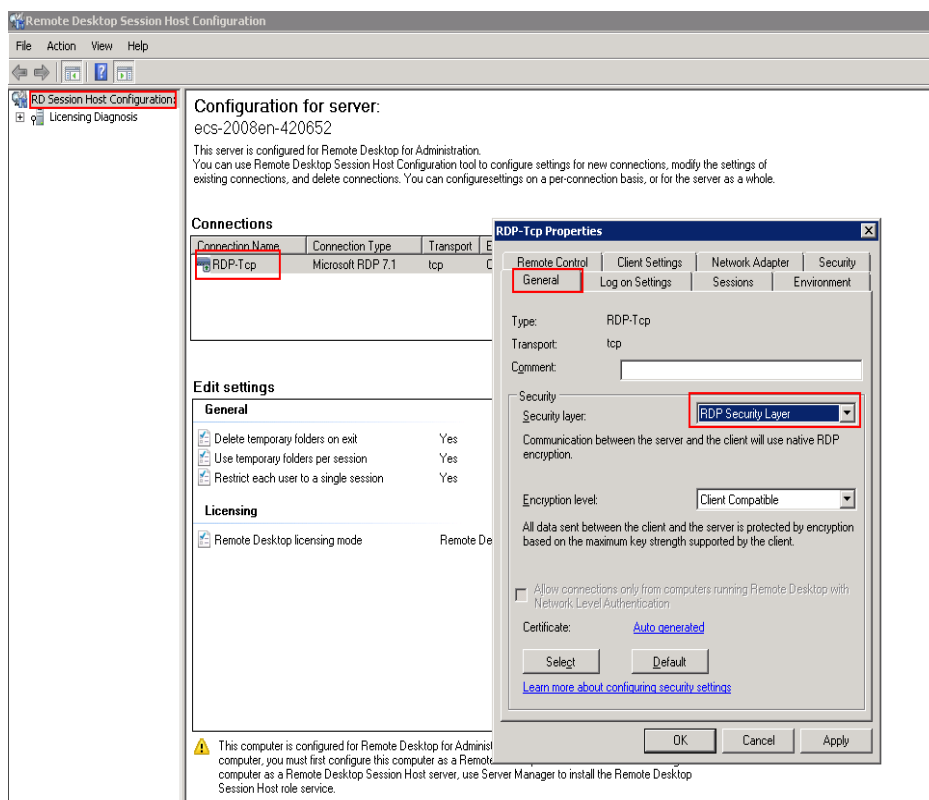 Remote Desktop Session Host Configuration
File Action View Help
RD Session Host Configuration:
Licensing Diagnosis
Configuration for server:
ecs-2008en-420652
This server is configured for Remote Desktop for Administration.
You can use Remote Desktop Session Host Configuration tool to configure settings for new connections, modify the settings of
existing connections, and delete connections. You can configuresettings on a per-connection basis, or for the server as a whole.
Connections
Connection Name Connection Type Transport E
RDP-Tcp Microsoft RDP 7.1 tcp C
Edit settings
General
Delete temporary folders on exit Yes
Use temporary folders per session Yes
Restrict each user to a single session Yes
Licensing
Remote Desktop licensing mode Remote De
This computer is configured for Remote Desktop for Administ
computer, you must first configure this computer as a Remote
computer as a Remote Desktop Session Host server, use Server Manager to install the Remote Desktop
Session Host role service.
RDP-Tcp Properties
Remote Control Client Settings Network Adapter Security
General Log on Settings Sessions Environment
Type: RDP-Tcp
Transport: tcp
Comment:
Security
Security layer: RDP Security Layer
Communication between the server and the client will use native RDP
encryption.
Encryption level: Client Compatible
All data sent between the client and the server is protected by encryption
based on the maximum key strength supported by the client.
Allow connections only from computers running Remote Desktop with
Network Level Authentication
Certificate: Auto generated
Select Default
Learn more about configuring security settings
OK Cancel Apply